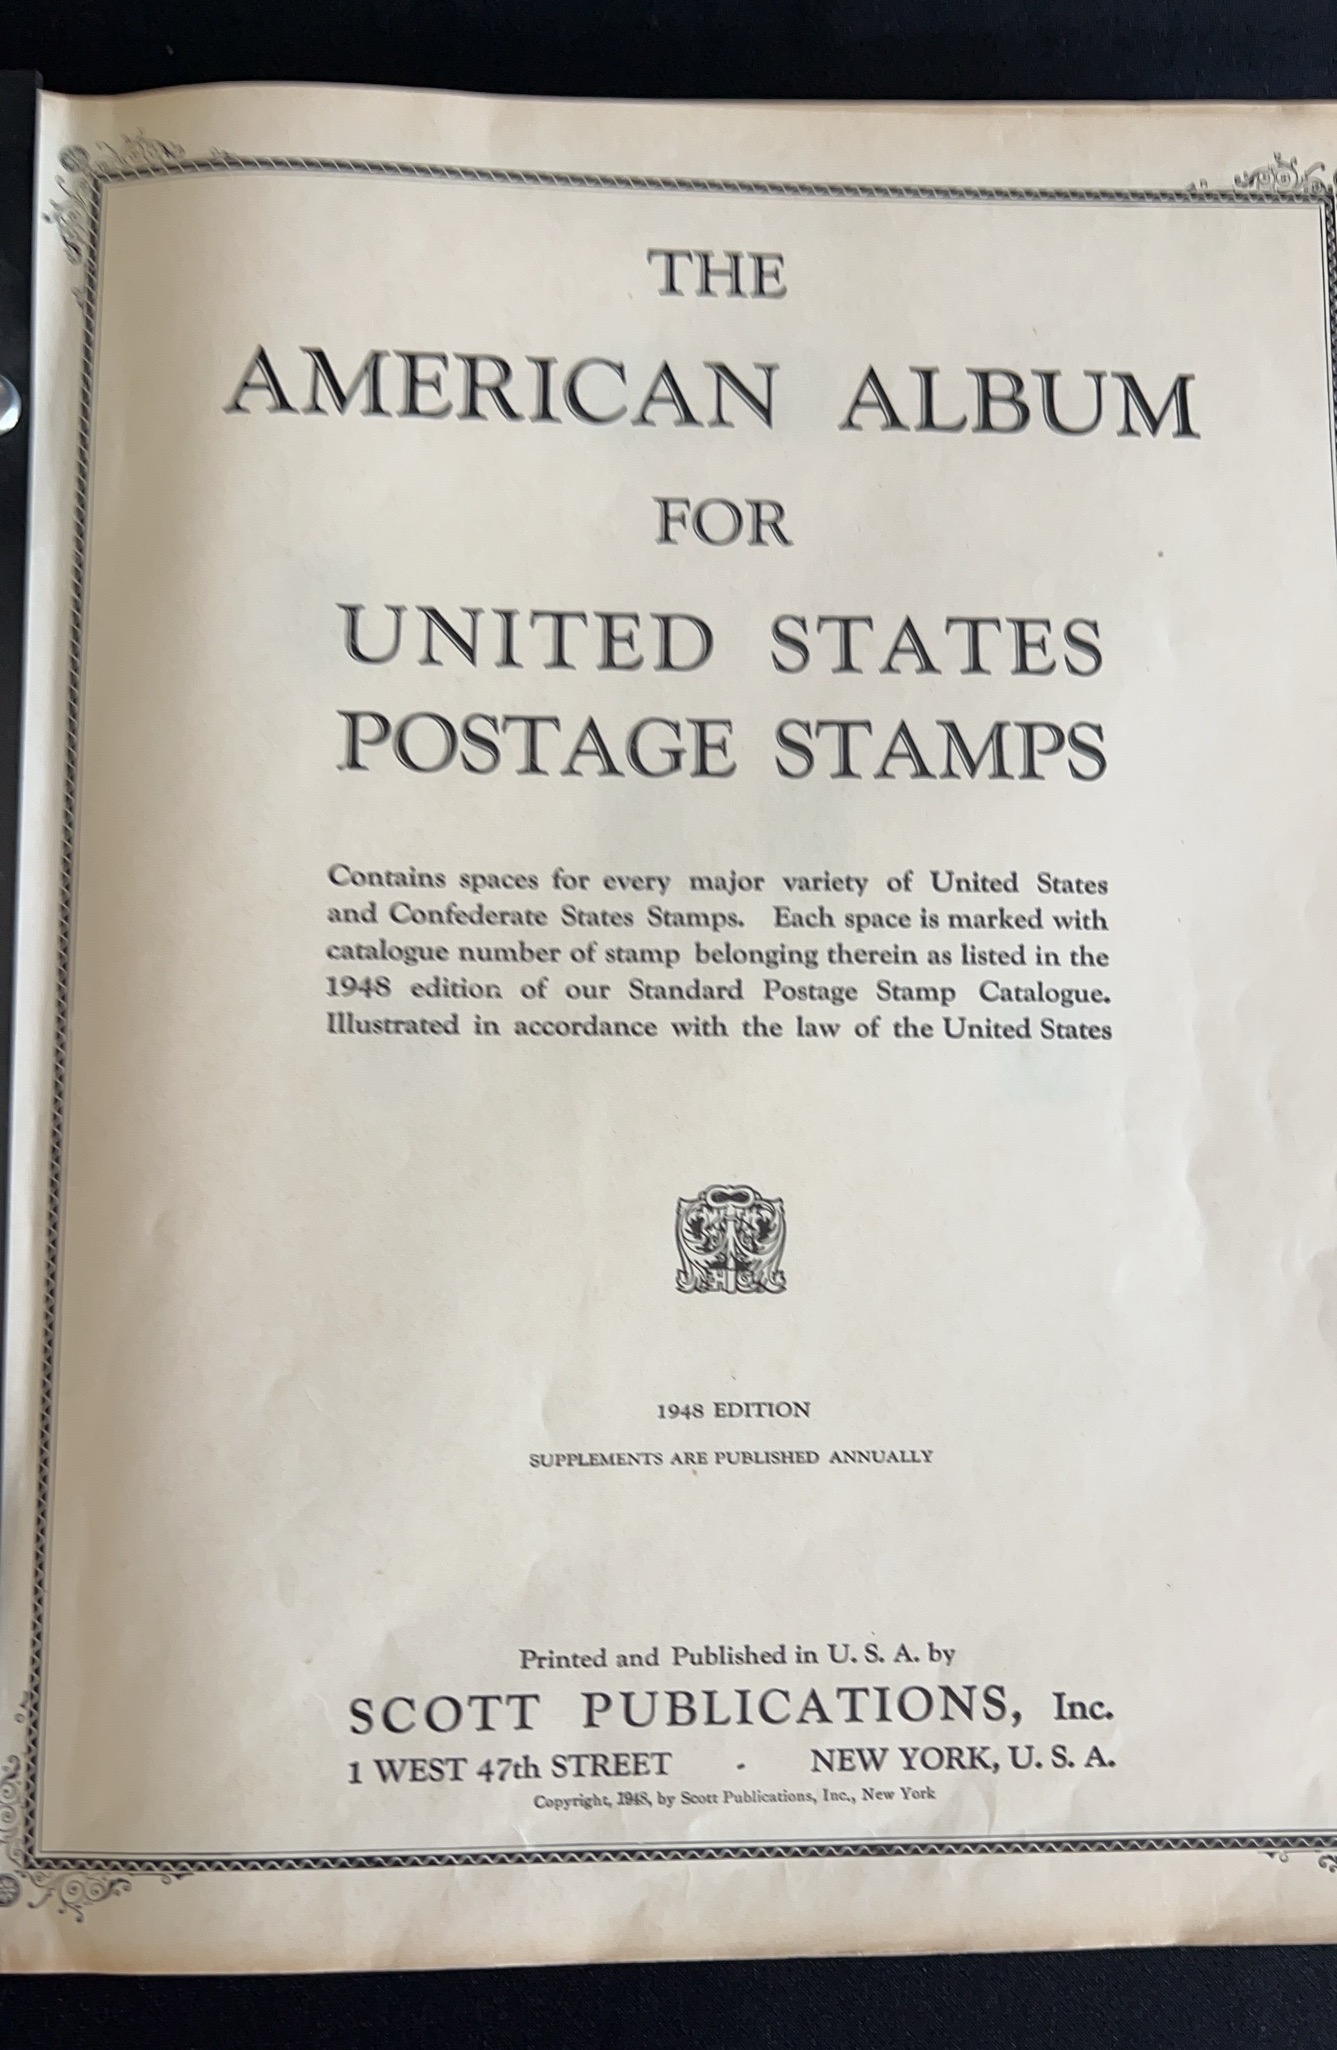 THE
AMERICAN ALBUM
FOR
UNITED STATES
POSTAGE STAMPS
Contains spaces for every major variety of United States
and Confederate States Stamps. Each space is marked with
catalogue number of stamp belonging therein as listed in the
1948 edition of our Standard Postage Stamp Catalogue.
Illustrated in accordance with the law of the United States
1948 EDITION
SUPPLEMENTS ARE PUBLISHED ANNUALLY
Printed and Published in U. S. A. by
SCOTT PUBLICATIONS, Inc.
1 WEST 47th STREET - NEW YORK, U. S. A.
Copyright, 1948, by Scott Publications, Inc., New York